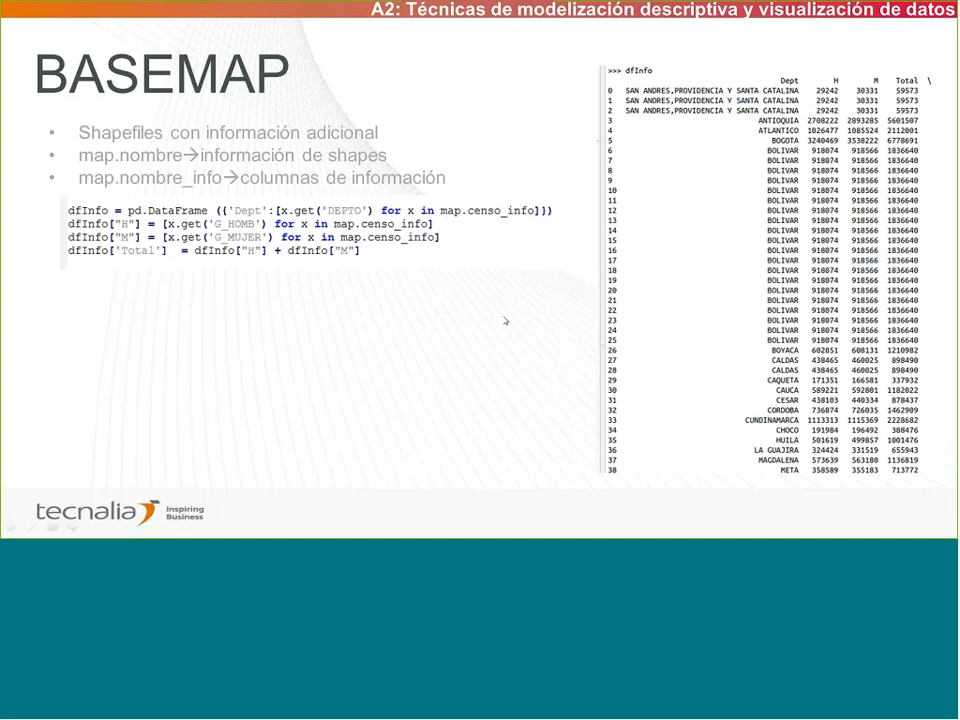 A2: Técnicas de modelización descriptiva y visualización de datos
BASEMAP
• Shapefiles con información adicional
• map.nombre→información de shapes
• map.nombre_info→columnas de información
dfInfo = pd.DataFrame ({'Dept':[x.get('DEPTO') for x in map.censo_info]})
dfInfo["H"] = [x.get('G_HOMB') for x in map.censo_info]
dfInfo["M"] = [x.get('G_MUJER') for x in map.censo_info]
dfInfo['Total'] = dfInfo["H"] + dfInfo["M"]
>>> dfInfo
Dept H M Total \
0 SAN ANDRES,PROVIDENCIA Y SANTA CATALINA 29242 30331 59573
1 SAN ANDRES,PROVIDENCIA Y SANTA CATALINA 29242 30331 59573
2 SAN ANDRES,PROVIDENCIA Y SANTA CATALINA 29242 30331 59573
3 ANTIOQUIA 2708222 2893285 5601507
4 ATLANTICO 1026477 1085524 2112001
5 BOGOTA 3240469 3538222 6778691
6 BOLIVAR 918074 918566 1836640
7 BOLIVAR 918074 918566 1836640
8 BOLIVAR 918074 918566 1836640
9 BOLIVAR 918074 918566 1836640
10 BOLIVAR 918074 918566 1836640
11 BOLIVAR 918074 918566 1836640
12 BOLIVAR 918074 918566 1836640
13 BOLIVAR 918074 918566 1836640
14 BOLIVAR 918074 918566 1836640
15 BOLIVAR 918074 918566 1836640
16 BOLIVAR 918074 918566 1836640
17 BOLIVAR 918074 918566 1836640
18 BOLIVAR 918074 918566 1836640
19 BOLIVAR 918074 918566 1836640
20 BOLIVAR 918074 918566 1836640
21 BOLIVAR 918074 918566 1836640
22 BOLIVAR 918074 918566 1836640
23 BOLIVAR 918074 918566 1836640
24 BOLIVAR 918074 918566 1836640
25 BOLIVAR 918074 918566 1836640
26 BOYACA 602851 608131 1210982
27 CALDAS 438465 460025 898490
28 CALDAS 438465 460025 898490
29 CAQUETA 171351 166581 337932
30 CAUCA 589221 592801 1182022
31 CESAR 438103 440334 878437
32 CORDOBA 736874 726035 1462909
33 CUNDINAMARCA 1113313 1115369 2228682
34 CHOCO 191984 196492 388476
35 HUILA 501619 499857 1001476
36 LA GUAJIRA 324424 331519 655943
37 MAGDALENA 573639 563180 1136819
38 META 358589 355183 713772
tecnalia Inspiring
Business